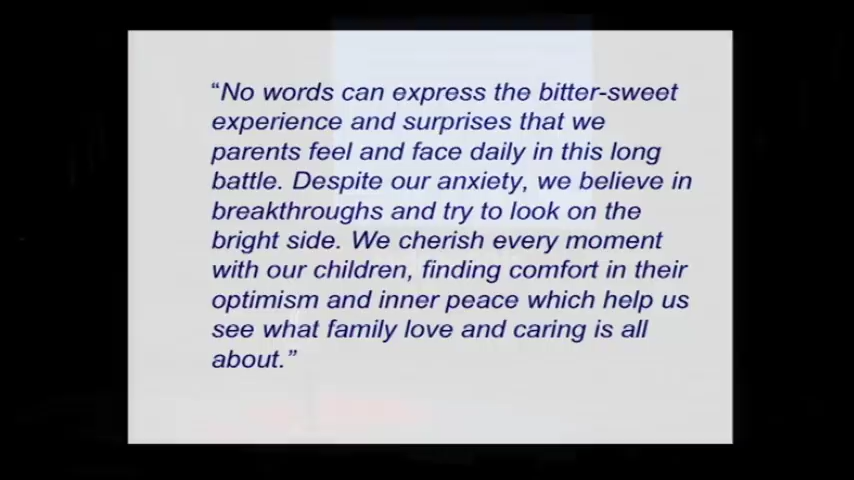 “No words can express the bitter-sweet
experience and surprises that we
parents feel and face daily in this long
battle. Despite our anxiety, we believe in
breakthroughs and try to look on the
bright side. We cherish every moment
with our children, finding comfort in their
optimism and inner peace which help us
see what family love and caring is all
about.”